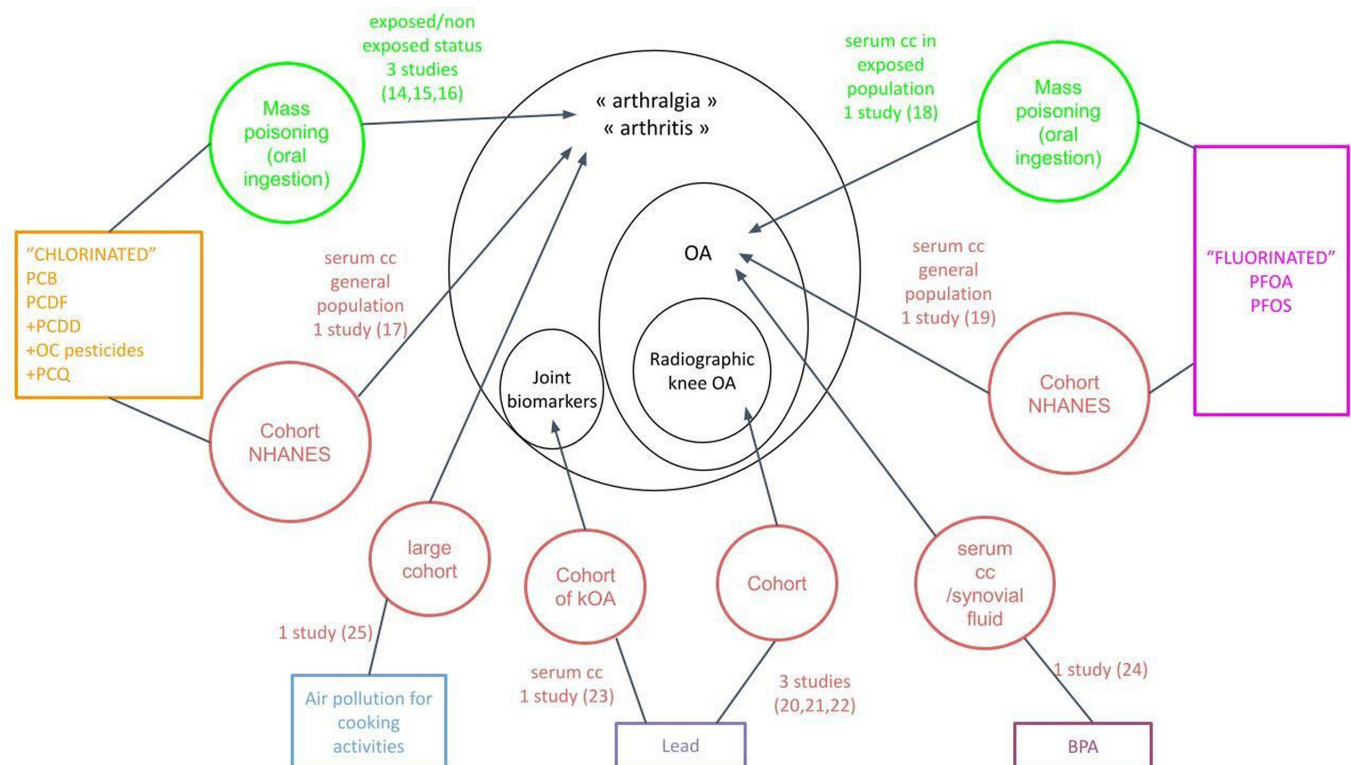 exposed/non
exposed status
3 studies
(14,15,16)
serum cc in
exposed
population
1 study (18)
Mass
poisoning
(oral
ingestion)
« arthralgia »
« arthritis »
Mass
poisoning
(oral
ingestion)
"CHLORINATED"
PCB
PCDF
+PCDD
+OC pesticides
+PCQ
serum cc
general
population
1 study (17)
OA
serum cc
general
population
1 study (19)
"FLUORINATED"
PFOA
PFOS
Joint
biomarkers
Radiographic
knee OA
Cohort
NHANES
Cohort
NHANES
large
cohort
Cohort
of kOA
Cohort
serum
cc
/synovial
fluid
1 study (25)
serum cc
1 study (23)
3 studies
(20,21,22)
1 study (24)
Air pollution for
cooking
activities
Lead
BPA